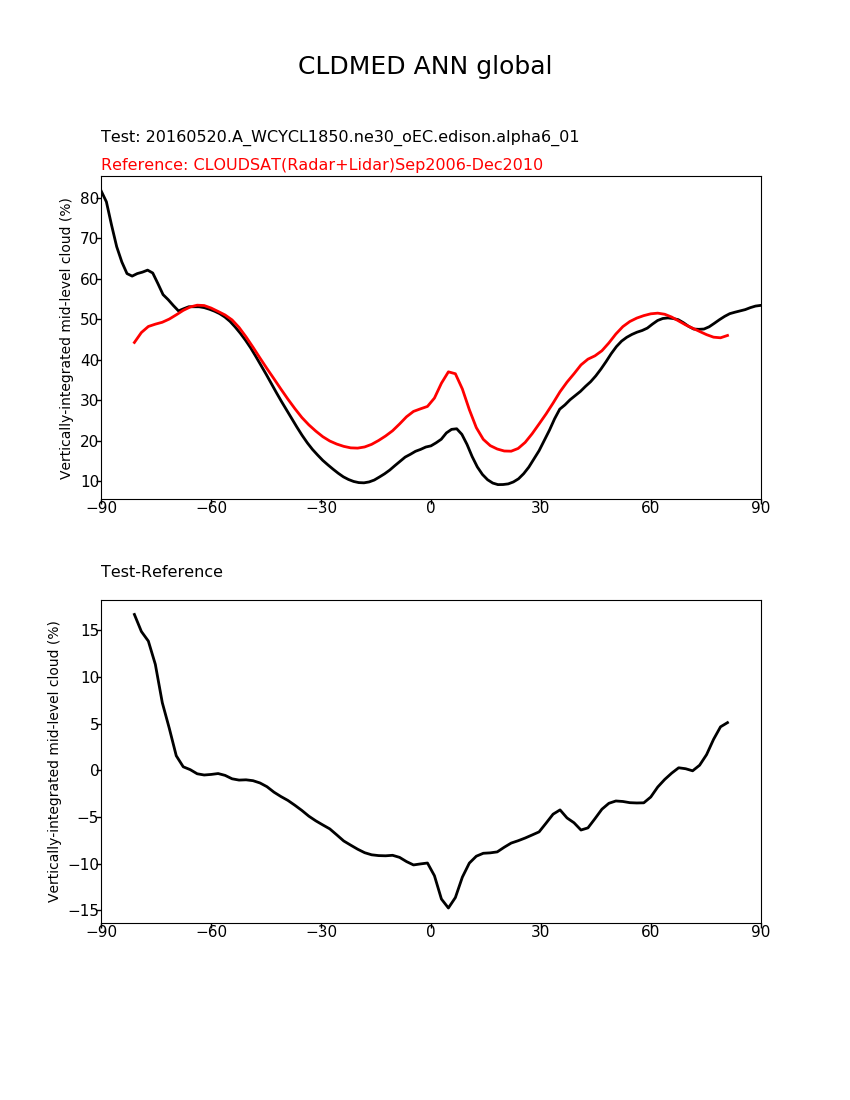 CLDMED ANN global
Test: 20160520.A_WCYCL1850.ne30_oEC.edison.alpha6_01
Reference: CLOUDSAT(Radar+Lidar)Sep2006-Dec2010
Vertically-integrated mid-level cloud (%)
80
70
60
50
40
30
20
10
−90 −60 −30 0 30 60 90
Test-Reference
Vertically-integrated mid-level cloud (%)
15
10
5
0
−5
−10
−15
−90 −60 −30 0 30 60 90